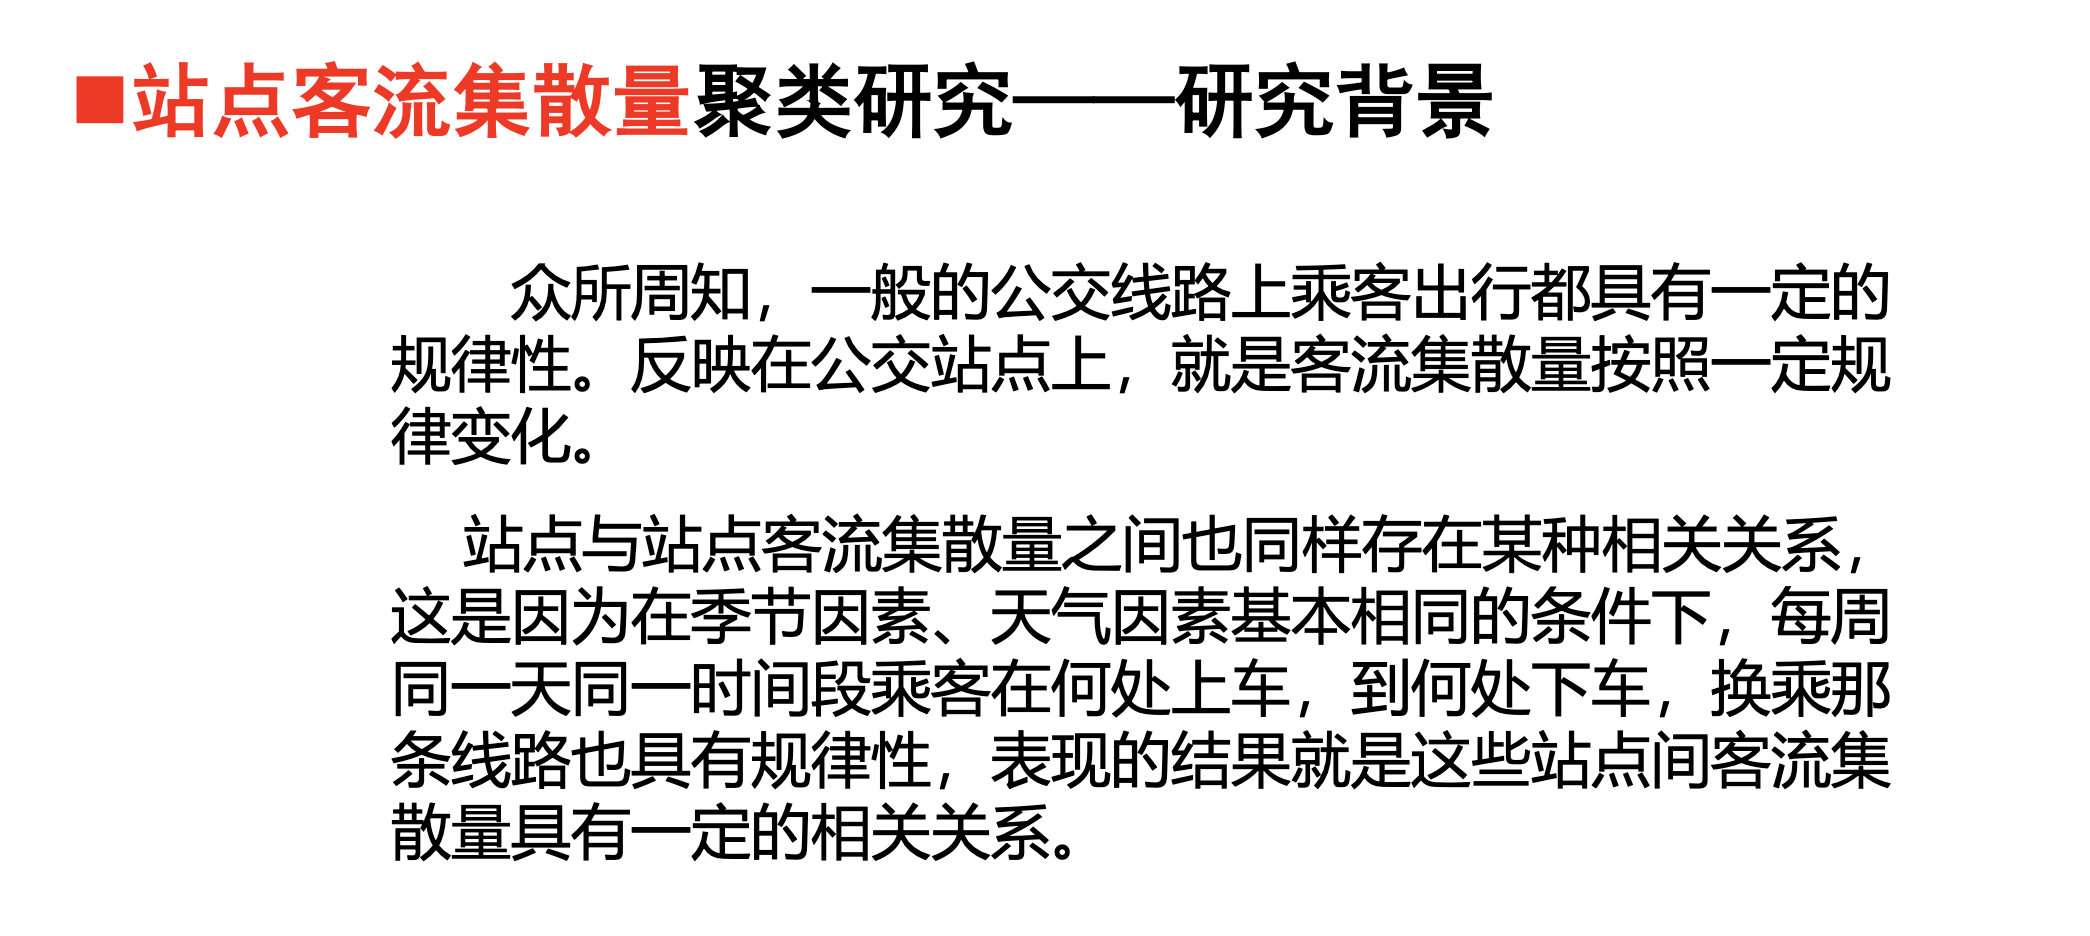 ■站点客流集散量聚类研究——研究背景
众所周知，一般的公交线路上乘客出行都具有一定的
规律性。反映在公交站点上，就是客流集散量按照一定规
律变化。
站点与站点客流集散量之间也同样存在某种相关关系，
这是因为在季节因素、天气因素基本相同的条件下，每周
同一天同一时间段乘客在何处上车，到何处下车，换乘那
条线路也具有规律性，表现的结果就是这些站点间客流集
散量具有一定的相关关系。